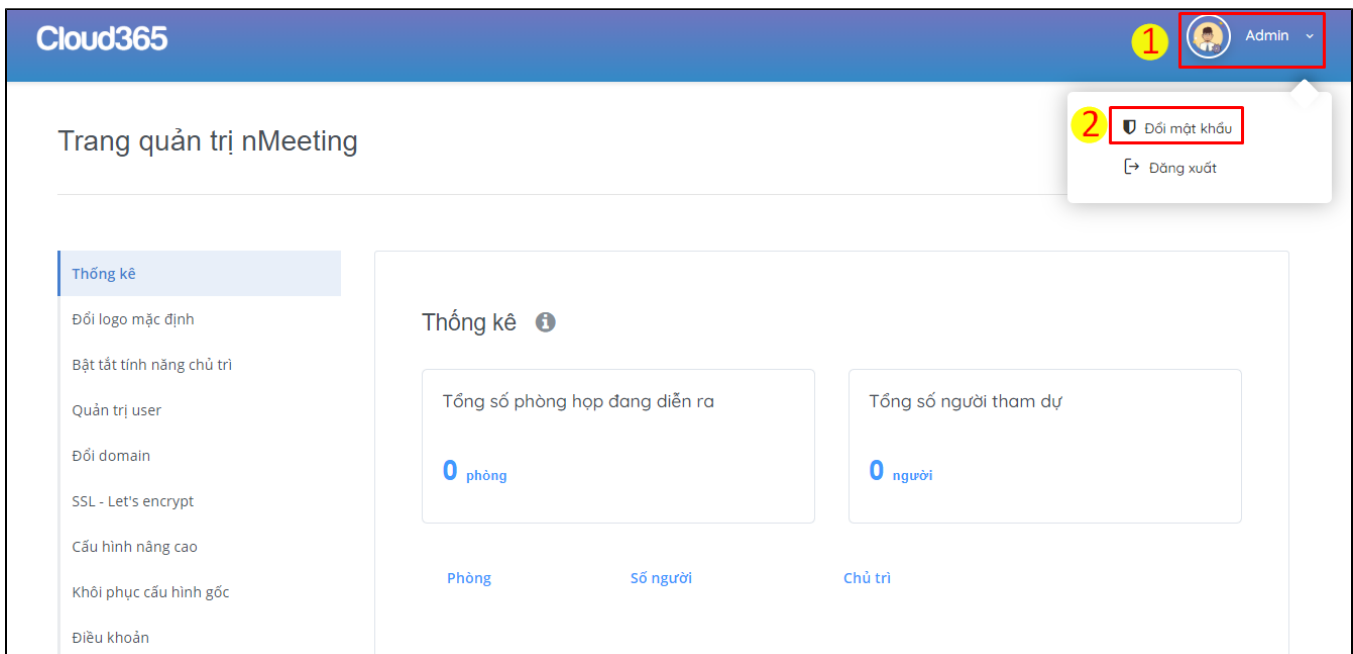 Cloud365
1
Admin
Trang quản trị nMeeting
2
Đổi mật khẩu
Đăng xuất
Thống kê
Đổi logo mặc định
Bật tắt tính năng chủ trì
Quản trị user
Đổi domain
SSL - Let's encrypt
Cấu hình nâng cao
Khôi phục cấu hình gốc
Điều khoản
Thống kê
Tổng số phòng họp đang diễn ra
0 phòng
Tổng số người tham dự
0 người
Phòng Số người Chủ trì